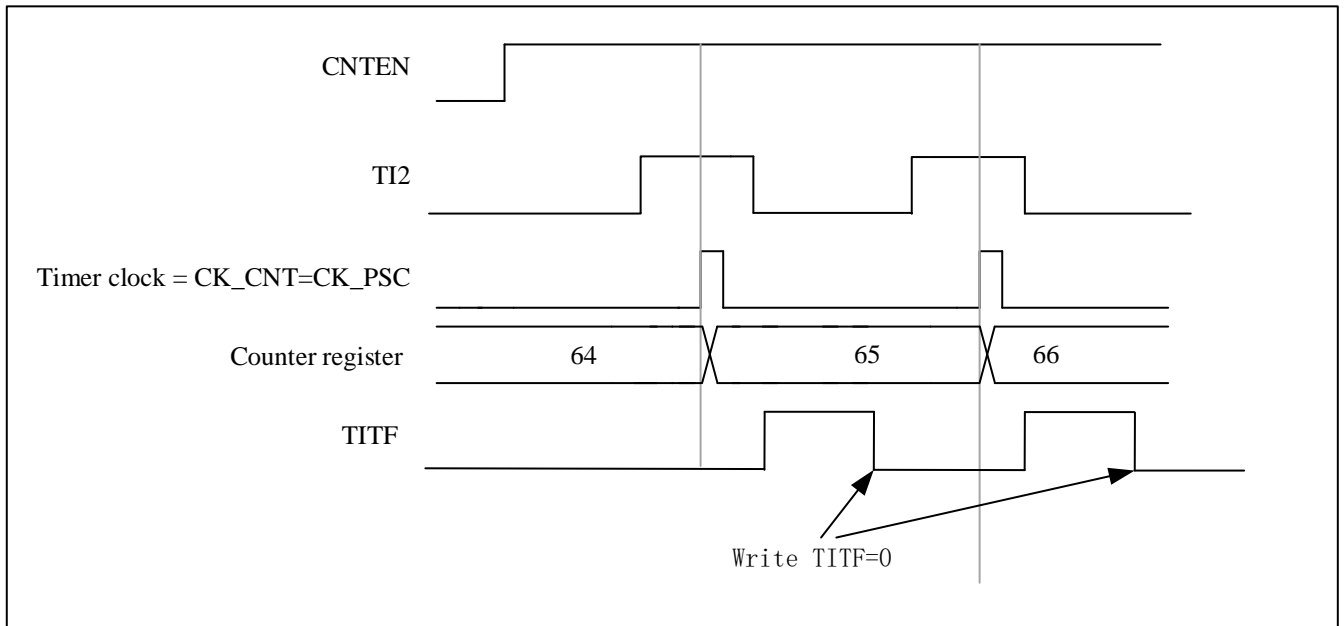 CNTEN
TI2
Timer clock = CK_CNT=CK_PSC
Counter register
64
65
66
TITF
Write TITF=0